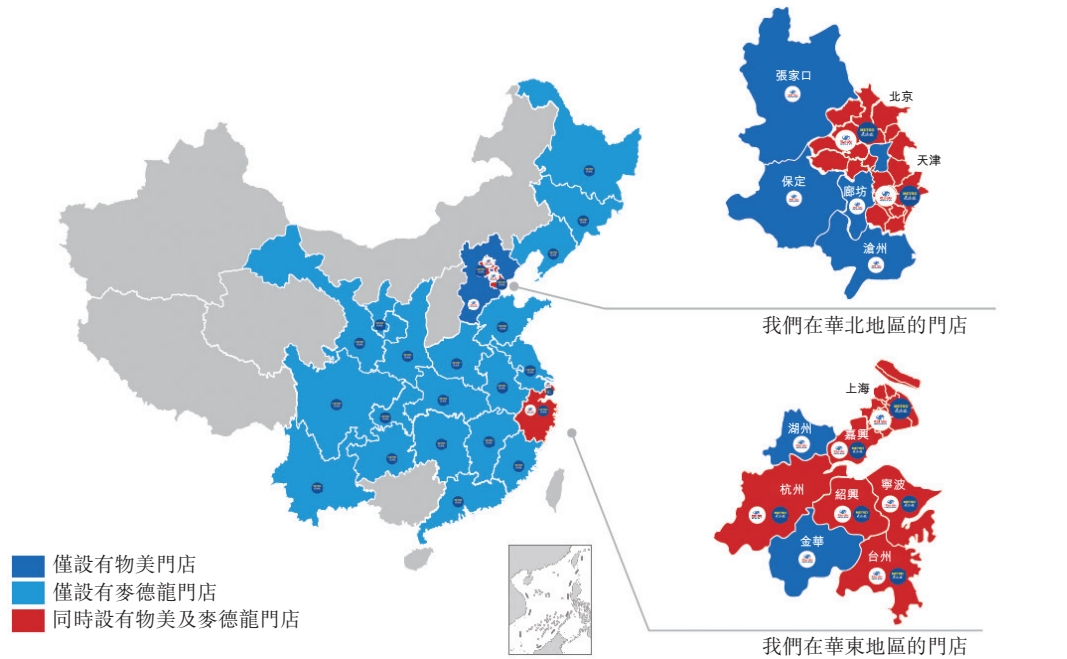 張家口
北京
天津
保定
廊坊
滄州
我們在華北地區的門店
上海
湖州
嘉興
杭州
紹興
寧波
金華
台州
METRO
僅設有物美門店
僅設有麥德龍門店
同時設有物美及麥德龍門店
我們在華東地區的門店